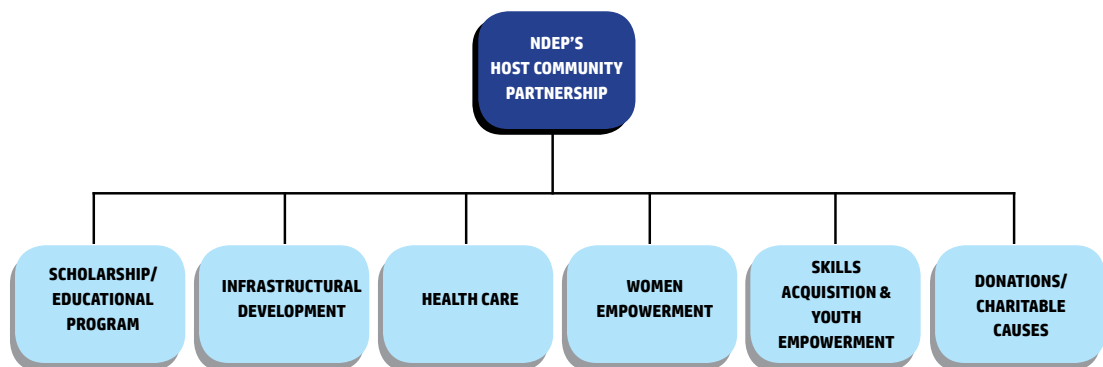 NDEP'S
HOST COMMUNITY
PARTNERSHIP
SCHOLARSHIP/
EDUCATIONAL
PROGRAM
INFRASTRUCTURAL
DEVELOPMENT
HEALTH CARE
WOMEN
EMPOWERMENT
SKILLS
ACQUISITION &
YOUTH
EMPOWERMENT
DONATIONS/
CHARITABLE
CAUSES